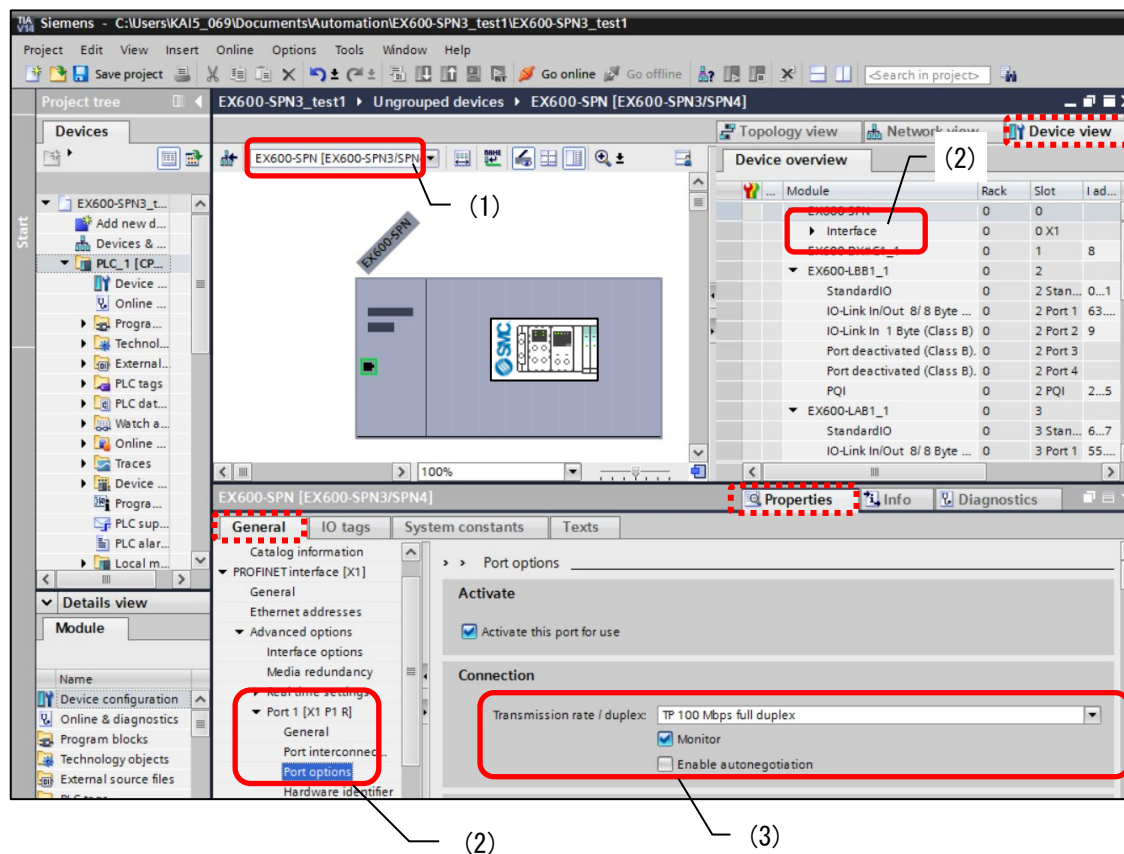 TIA V14 Siemens - C:\Users\KAI5_069\Documents\Automation\EX600-SPN3_test1\EX600-SPN3_test1
Project Edit View Insert Online Options Tools Window Help
Save project Go online Go offline <Search in project>
Project tree
EX600-SPN3_test1 Ungrouped devices EX600-SPN [EX600-SPN3/SPN4]
Devices
Topology view Network view Device view
EX600-SPN [EX600-SPN3/SPN
Device overview
(2)
(1)
... Module Rack Slot I ad...
EX600-SPN 0 0
Interface 0 0 X1
EX600-DX#C1_1 0 1 8
EX600-LBB1_1 0 2
StandardIO 0 2 Stan... 0...1
IO-Link In/Out 8/ 8 Byte ... 0 2 Port 1 63....
IO-Link In 1 Byte (Class B) 0 2 Port 2 9
Port deactivated (Class B). 0 2 Port 3
Port deactivated (Class B). 0 2 Port 4
PQI 0 2 PQI 2...5
EX600-LAB1_1 0 3
StandardIO 0 3 Stan... 6...7
IO-Link In/Out 8/ 8 Byte ... 0 3 Port 1 55....
Start
EX600-SPN3_t...
Add new d...
Devices & ...
PLC_1 [CP...
Device ...
Online ...
Progra...
Technol...
External...
PLC tags
PLC dat...
Watch a...
Online ...
Traces
Device ...
Progra...
PLC sup...
PLC alar...
Local m...
EX600-SPN
SMC
100%
EX600-SPN [EX600-SPN3/SPN4]
Properties Info Diagnostics
General IO tags System constants Texts
Catalog information
PROFINET interface [X1]
General
Ethernet addresses
Advanced options
Interface options
Media redundancy
Real time settings
Port 1 [X1 P1 R]
General
Port interconnec...
Port options
Hardware identifier
> > Port options
Activate
Activate this port for use
Connection
Transmission rate / duplex: TP 100 Mbps full duplex
Monitor
Enable autonegotiation
Details view
Module
Name
Device configuration
Online & diagnostics
Program blocks
Technology objects
External source files
PLC tags
(2)
(3)